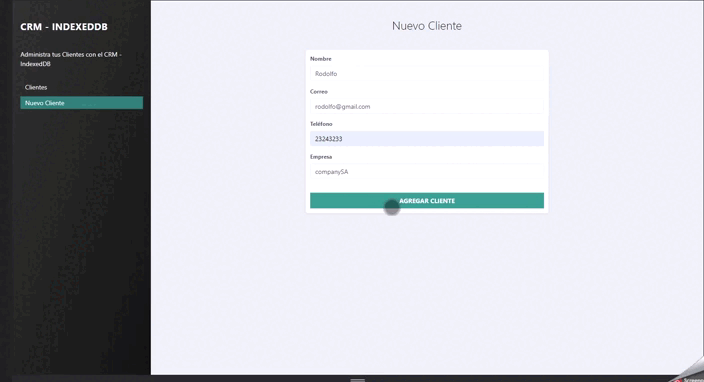 CRM - INDEXEDDB
Administra tus Clientes con el CRM -
IndexedDB
Clientes
Nuevo Cliente
Nuevo Cliente
Nombre
Rodolfo
Correo
rodolfo@gmail.com
Teléfono
23243233
Empresa
companySA
AGREGAR CLIENTE